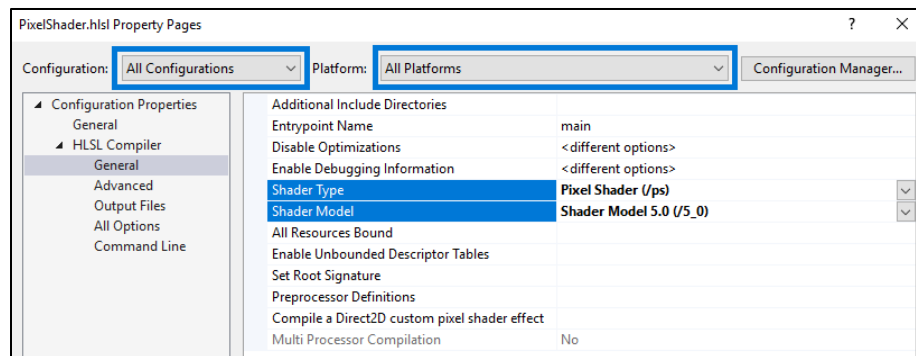 PixelShader.hlsl Property Pages ? ×
Configuration: All Configurations Platform: All Platforms Configuration Manager...
Configuration Properties
General
HLSL Compiler
General
Advanced
Output Files
All Options
Command Line
Additional Include Directories
Entrypoint Name main
Disable Optimizations <different options>
Enable Debugging Information <different options>
Shader Type Pixel Shader (/ps)
Shader Model Shader Model 5.0 (/5_0)
All Resources Bound
Enable Unbounded Descriptor Tables
Set Root Signature
Preprocessor Definitions
Compile a Direct2D custom pixel shader effect
Multi Processor Compilation No